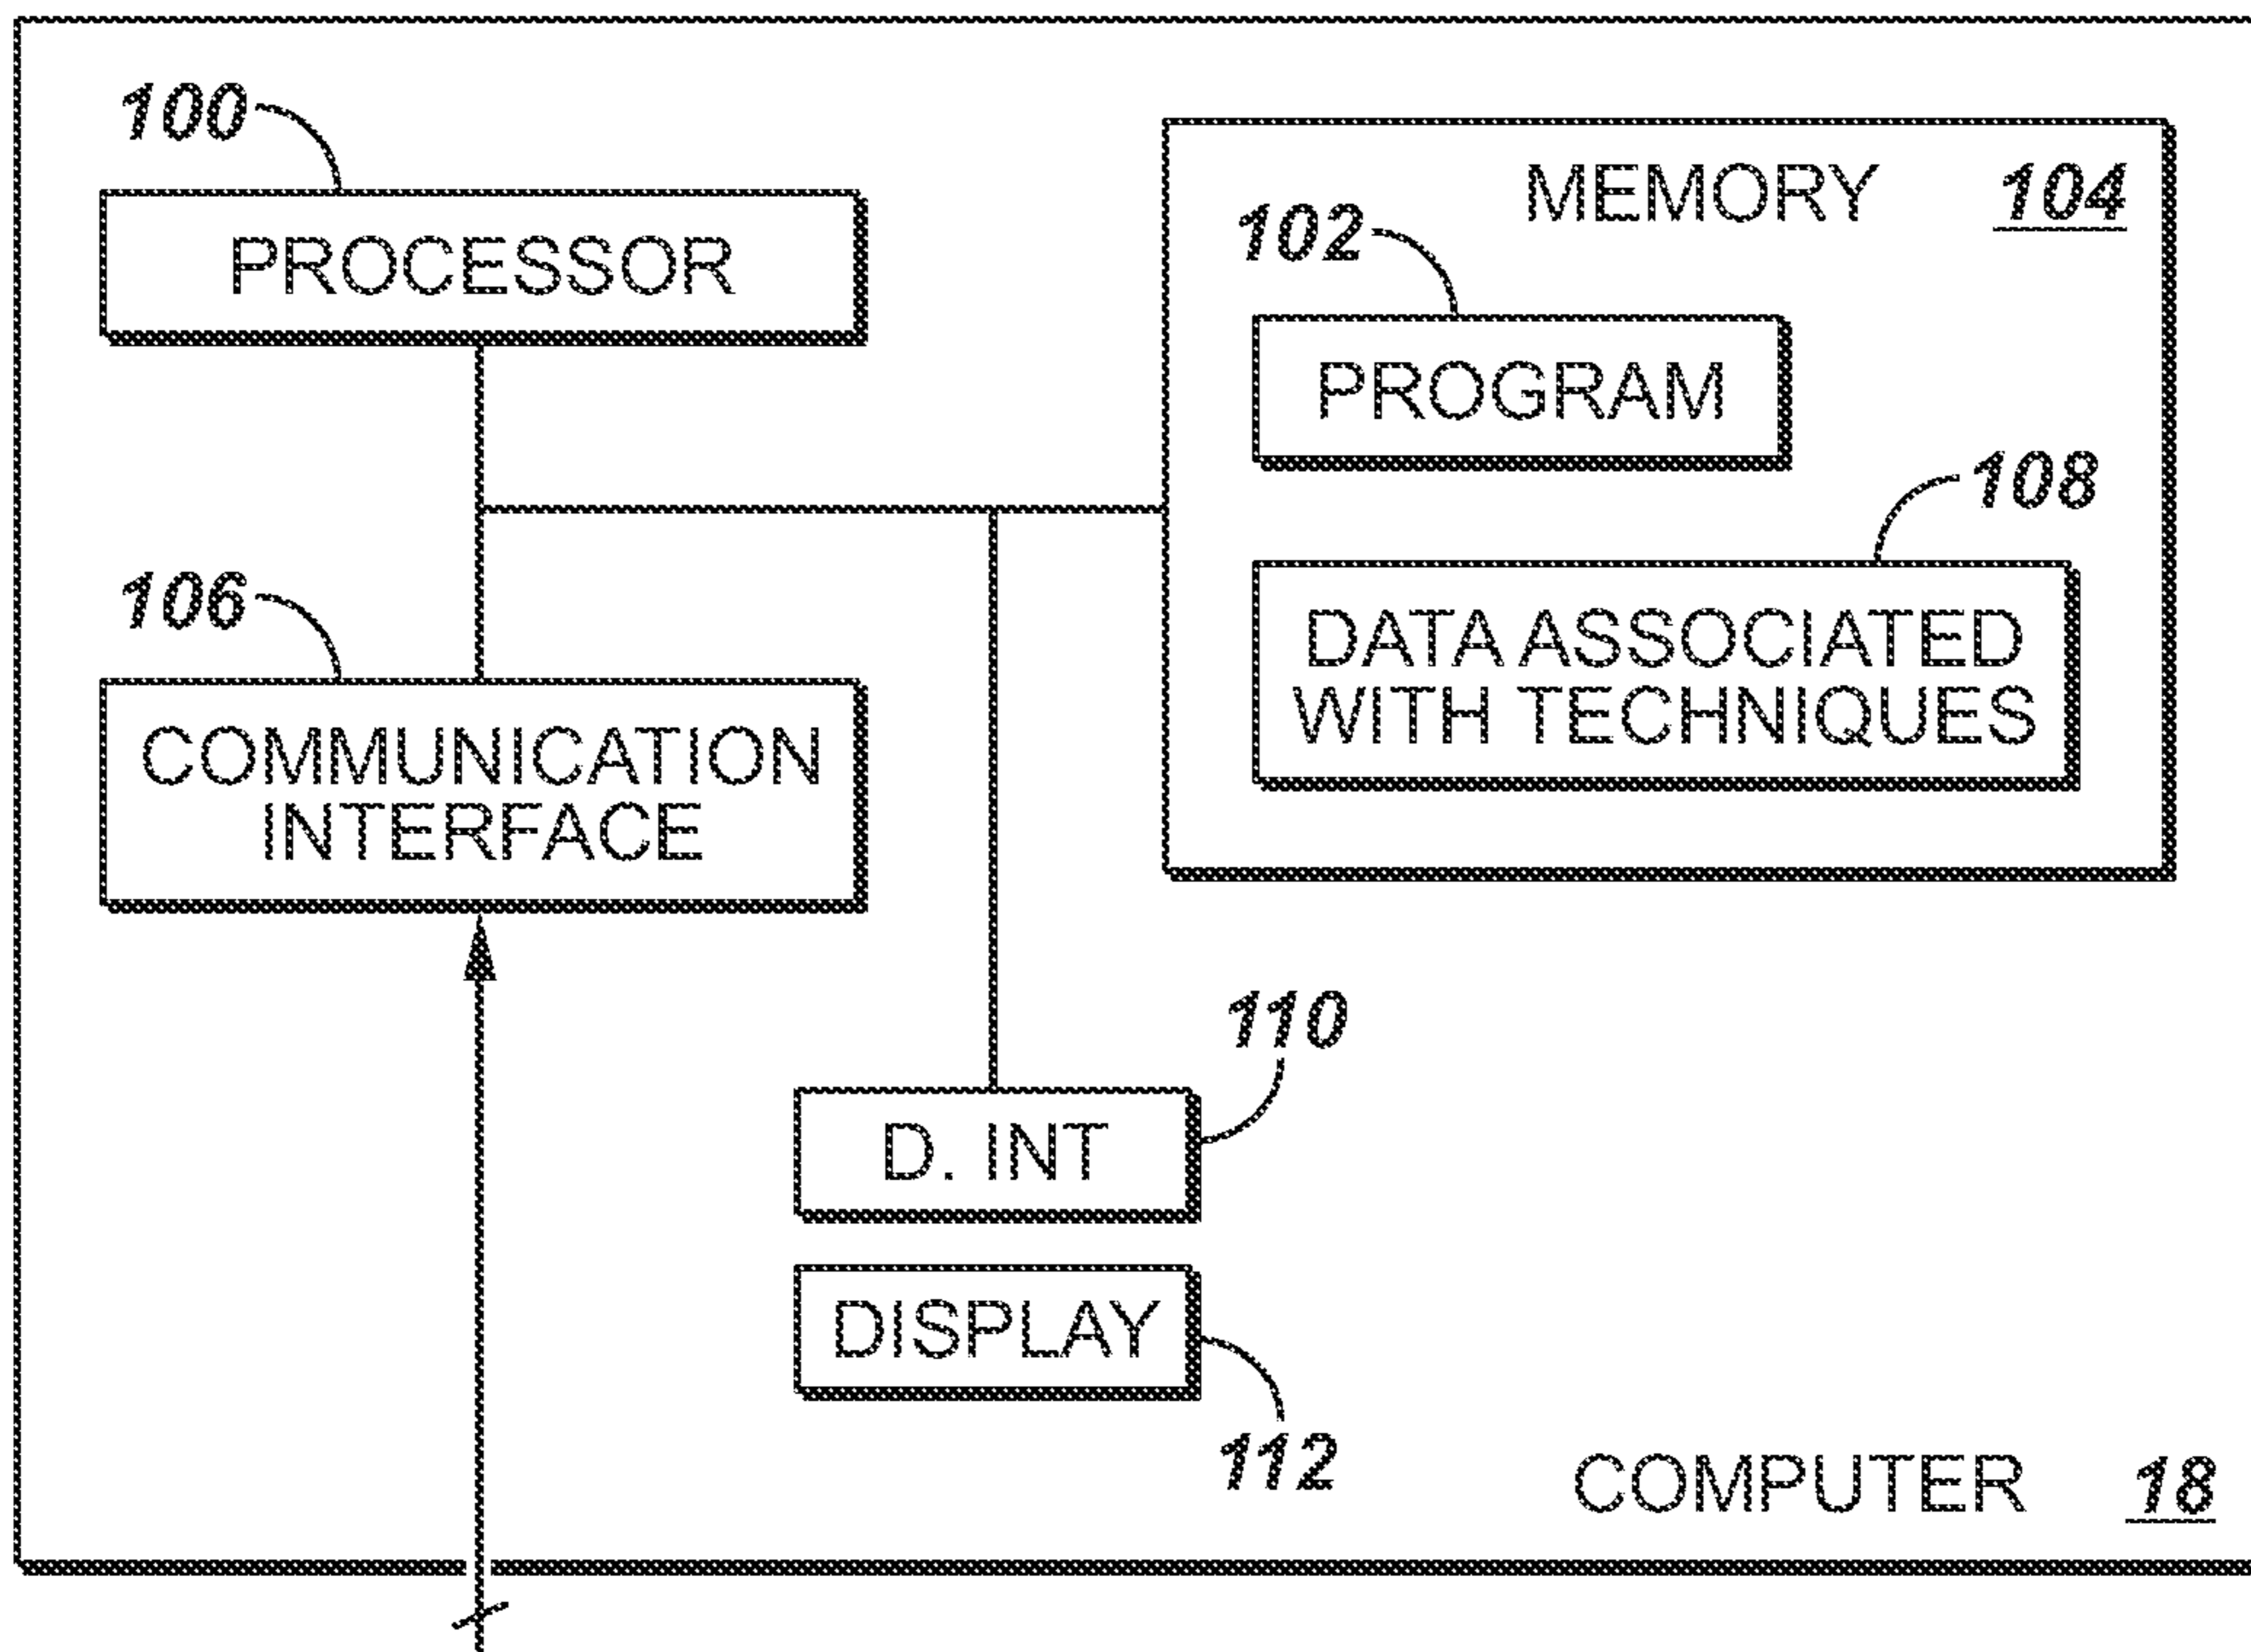 100
PROCESSOR
MEMORY 104
102
PROGRAM
108
DATA ASSOCIATED
WITH TECHNIQUES
106
COMMUNICATION
INTERFACE
110
D. INT
DISPLAY
112
COMPUTER 18